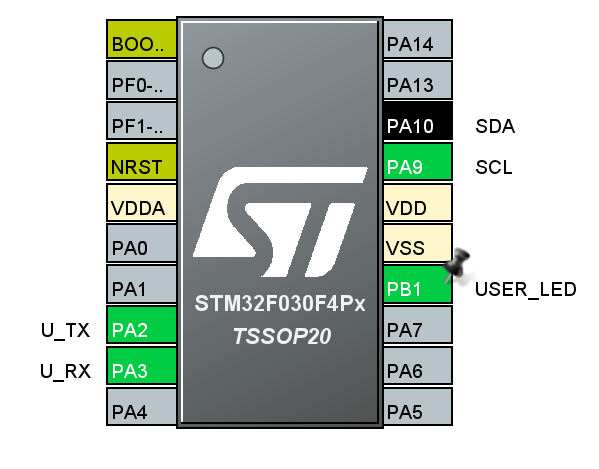 BOO..
PF0-..
PF1-..
NRST
VDDA
PA0
PA1
U_TX PA2
U_RX PA3
PA4
ST
STM32F030F4Px
TSSOP20
PA14
PA13
PA10 SDA
PA9 SCL
VDD
VSS
PB1 USER_LED
PA7
PA6
PA5